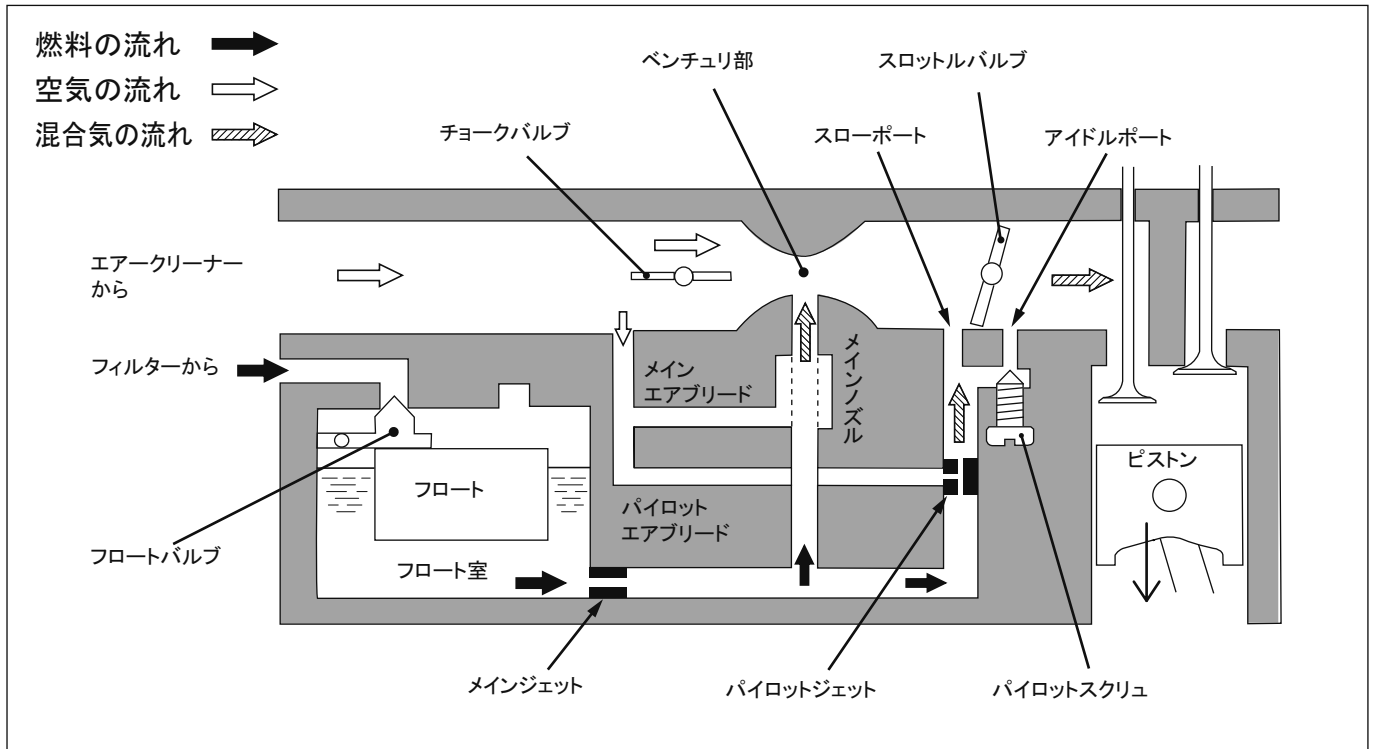 燃料の流れ
空気の流れ
混合気の流れ
ベンチュリ部
スロットルバルブ
チョークバルブ
スローポート
アイドルポート
エアークリーナー
から
フィルターから
メイン
エアブリード
メインノズル
ピストン
フロート
パイロット
エアブリード
フロートバルブ
フロート室
メインジェット
パイロットジェット
パイロットスクリュ